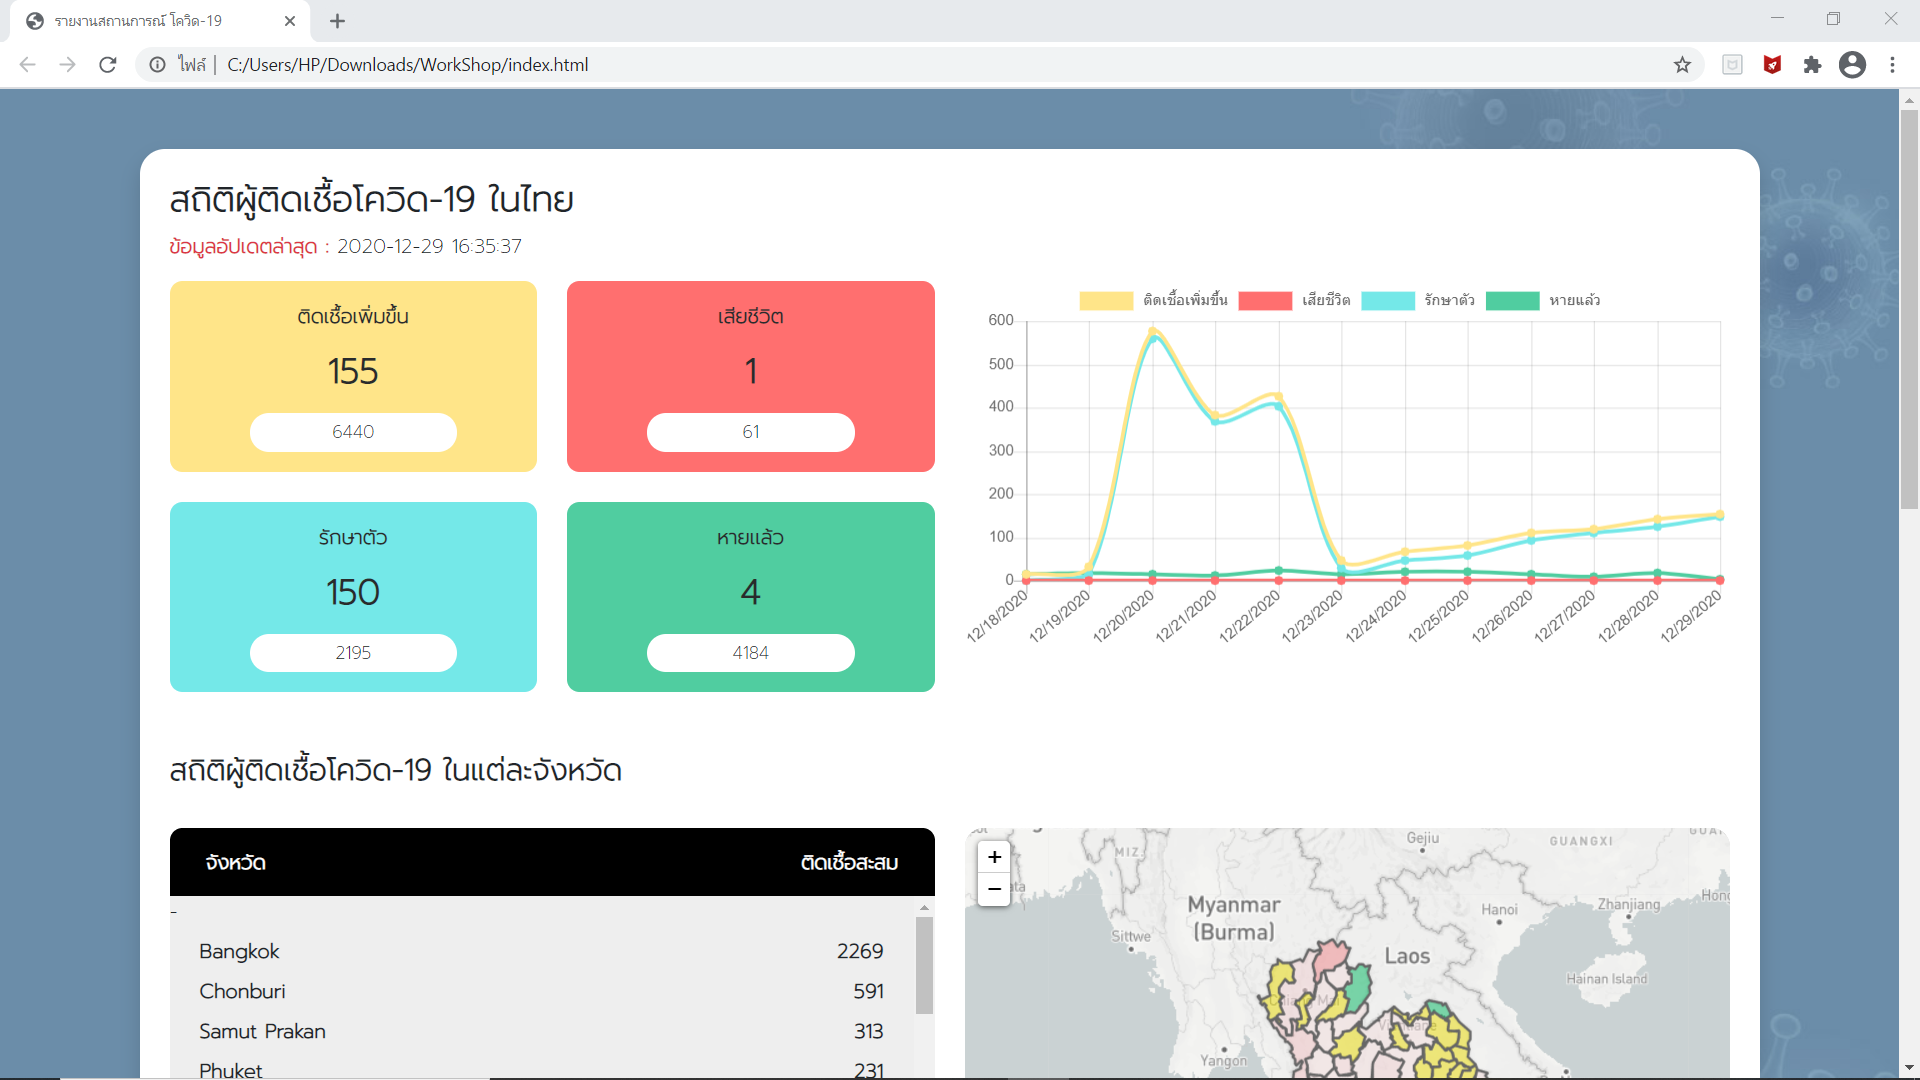 รายงานสถานการณ์ โควิด-19
ไฟล์ | C:/Users/HP/Downloads/WorkShop/index.html
สถิติผู้ติดเชื้อโควิด-19 ในไทย
ข้อมูลอัปเดตล่าสุด : 2020-12-29 16:35:37
ติดเชื้อเพิ่มขึ้น
155
6440
เสียชีวิต
1
61
รักษาตัว
150
2195
หายแล้ว
4
4184
ติดเชื้อเพิ่มขึ้น เสียชีวิต รักษาตัว หายแล้ว
600
500
400
300
200
100
0
12/18/2020 12/19/2020 12/20/2020 12/21/2020 12/22/2020 12/23/2020 12/24/2020 12/25/2020 12/26/2020 12/27/2020 12/28/2020 12/29/2020
สถิติผู้ติดเชื้อโควิด-19 ในแต่ละจังหวัด
จังหวัด ติดเชื้อสะสม
-
Bangkok 2269
Chonburi 591
Samut Prakan 313
Phuket 231
+
−
MIZ.
Gejiu
GUANGXI
Myanmar
(Burma)
Sittwe
Hanoi
Zhanjiang
Laos
Hainan Island
Chiang Mai
Vientiane
Yangon